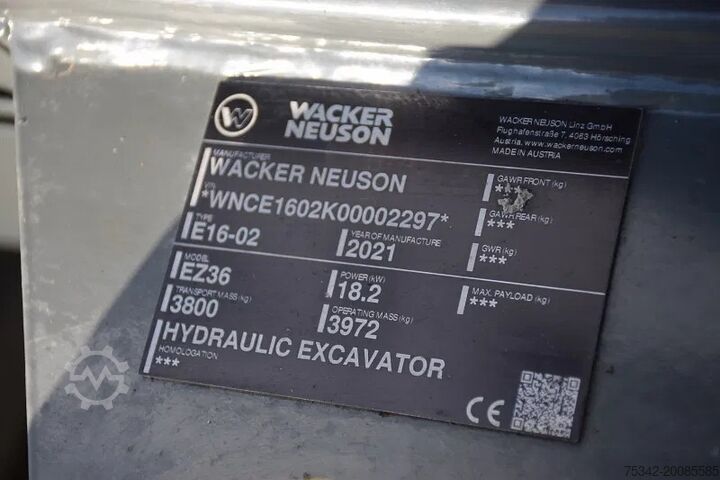 WACKER
NEUSON
WACKER NEUSON Linz GmbH
Flughafenstraße 7, 4063 Hörsching
Austria, www.wackerneuson.com
MADE IN AUSTRIA
MANUFACTURER
WACKER NEUSON
VIN
*WNCE1602K00002297*
TYPE
E16-02
YEAR OF MANUFACTURE
2021
MODEL
EZ36
POWER (kW)
18.2
TRANSPORT MASS (kg)
3800
OPERATING MASS (kg)
3972
HYDRAULIC EXCAVATOR
HOMOLOGATION
***
GAWR FRONT (kg)
***
GAWR REAR (kg)
***
GWR (kg)
***
MAX. PAYLOAD (kg)
***
CE
75342-20085585